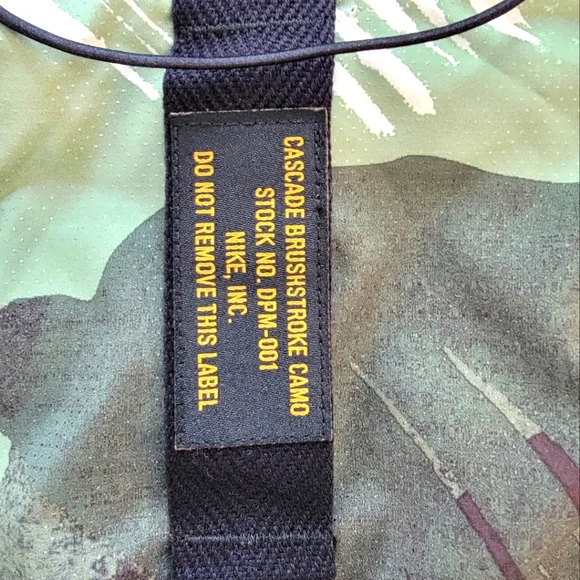 CASCADE BRUSHSTROKE CAMO
STOCK NO. DPM-001
NIKE, INC.
DO NOT REMOVE THIS LABEL